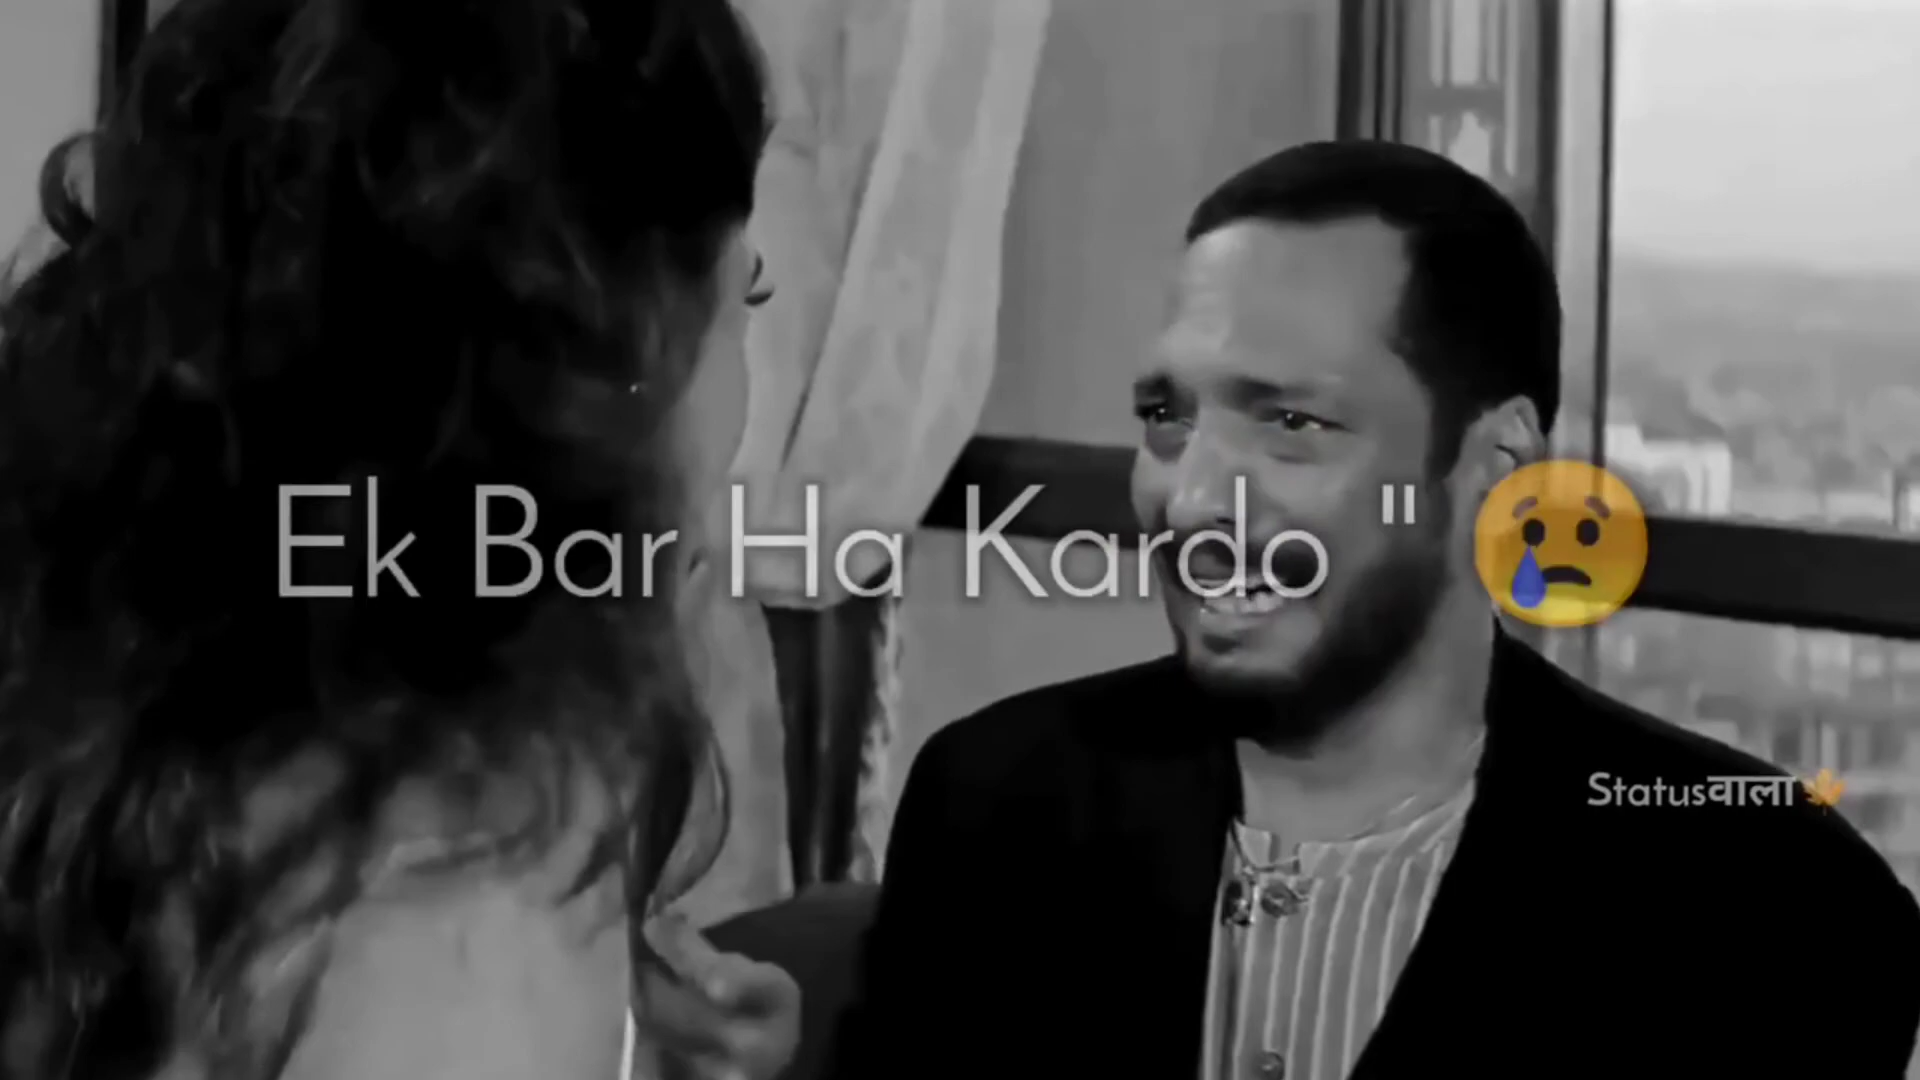 Ek Bar Ha Kardo " 😢
Statusवाला 🍁